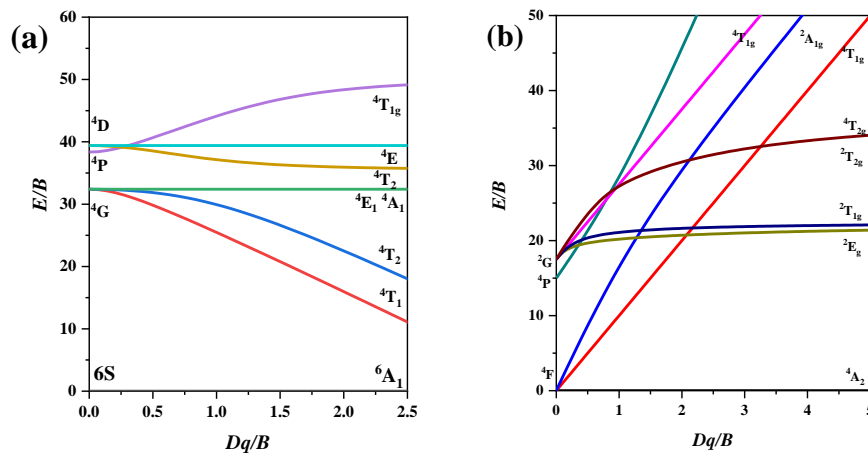 (a)
60
50
40
30
20
10
0
E/B
⁴D
⁴P
⁴G
6S
⁴T₁g
⁴E
⁴T₂
⁴E₁ ⁴A₁
⁴T₂
⁴T₁
⁶A₁
0.0 0.5 1.0 1.5 2.0 2.5
Dq/B
(b)
50
40
30
20
10
0
E/B
²G
⁴P
⁴F
⁴T₁g
²A₁g
⁴T₁g
⁴T₂g
²T₂g
²T₁g
²Eg
⁴A₂
0 1 2 3 4 5
Dq/B